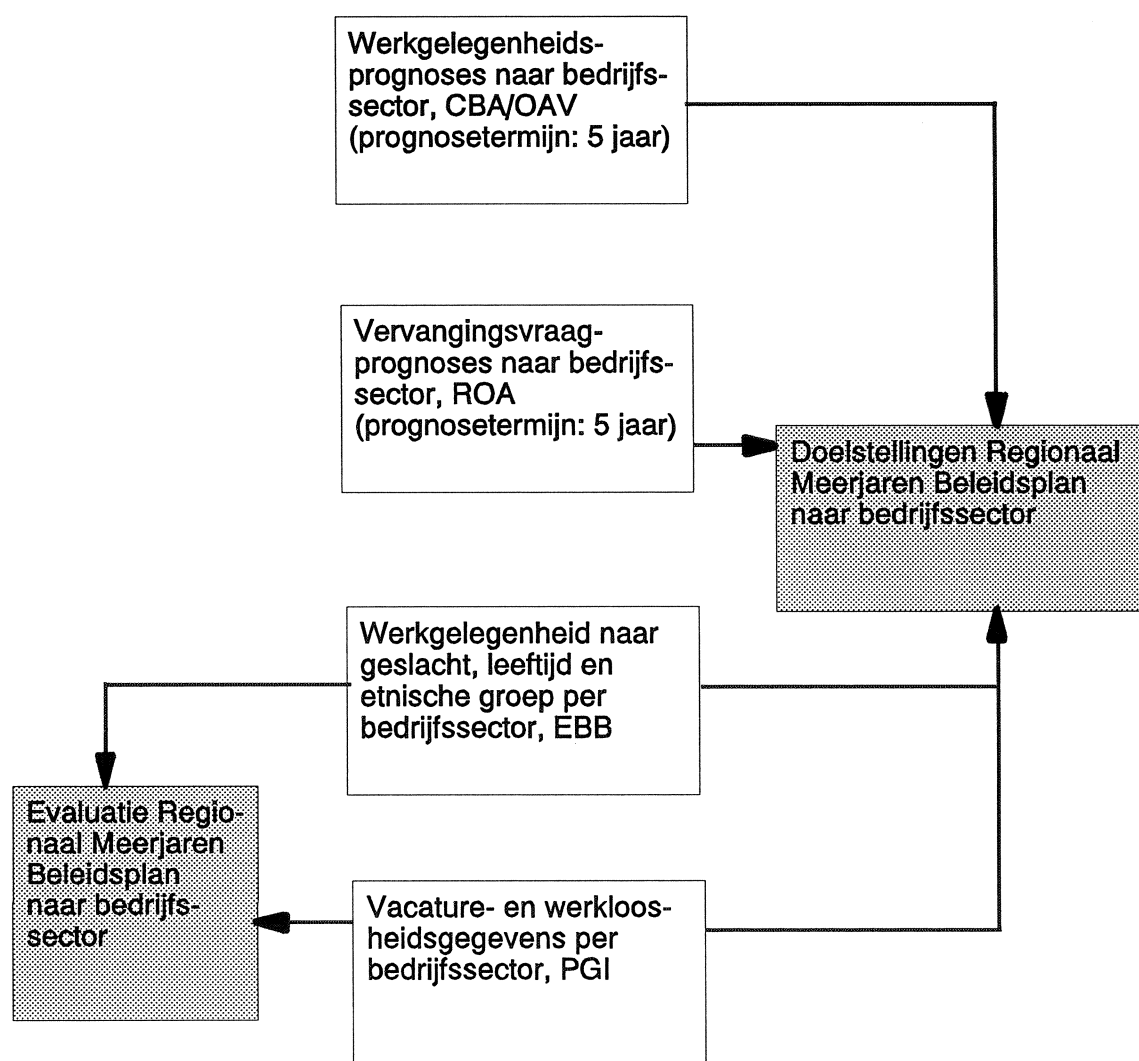 Werkgelegenheids-
prognoses naar bedrijfs-
sector, CBA/OAV
(prognosetermijn: 5 jaar)
Vervangingsvraag-
prognoses naar bedrijfs-
sector, ROA
(prognosetermijn: 5 jaar)
Doelstellingen Regionaal
Meerjaren Beleidsplan
naar bedrijfssector
Werkgelegenheid naar
geslacht, leeftijd en
etnische groep per
bedrijfssector, EBB
Evaluatie Regio-
naal Meerjaren
Beleidsplan
naar bedrijfs-
sector
Vacature- en werkloos-
heidsgegevens per
bedrijfssector, PGI